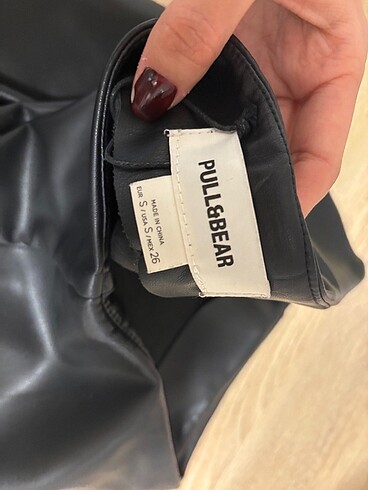 PULL&BEAR
EUR S / USA S / MEX 26
MADE IN CHINA